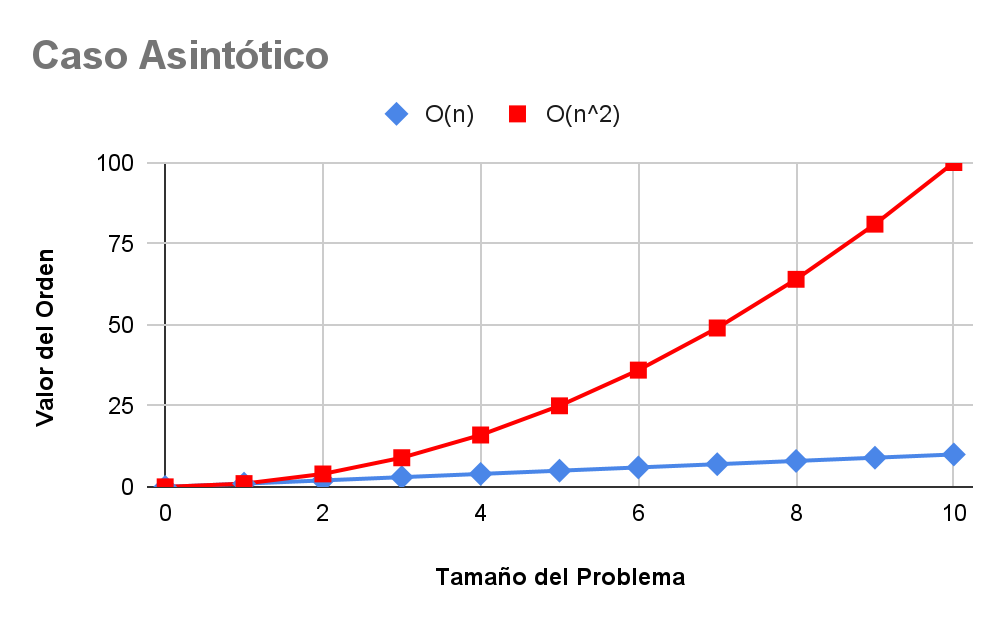 Caso Asintótico
O(n) O(n^2)
100
75
50
25
0
Valor del Orden
0 2 4 6 8 10
Tamaño del Problema